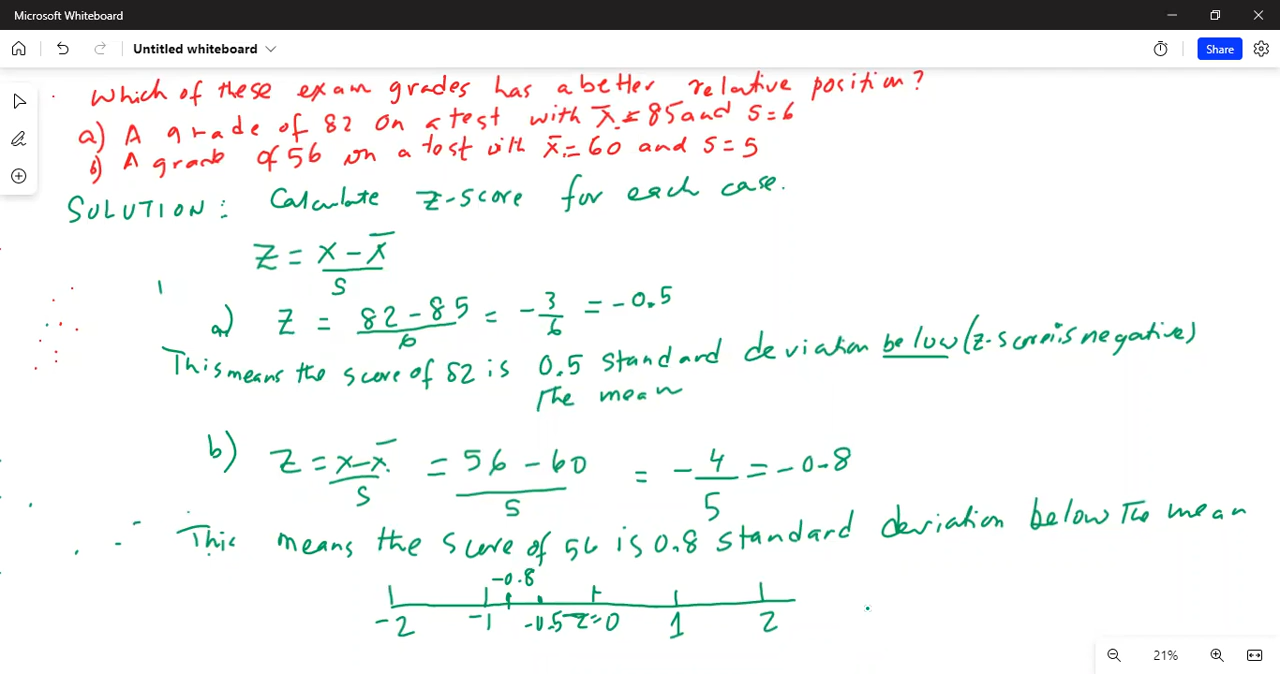 Microsoft Whiteboard
Untitled whiteboard
Share
Which of these exam grades has a better relative position?
a) A grade of 82 on a test with x̄ = 85 and s = 6
b) A grade of 56 on a test with x̄ = 60 and s = 5
SOLUTION: Calculate z-score for each case.
Z = x - x̄ / s
a) Z = 82 - 85 / 6 = -3/6 = -0.5
This means the score of 82 is 0.5 standard deviation below (z-score is negative)
The mean
b) Z = x - x̄ / s = 56 - 60 / 5 = -4/5 = -0.8
This means the score of 56 is 0.8 standard deviation below The mean
-0.8
-2 -1 -0.5 z=0 1 2
21%